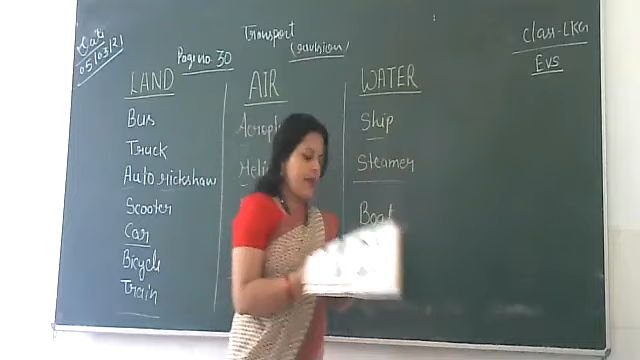 Date
05/03/21
Transport
(revision)
Page no. 30
Class-LKG
EVS
LAND
AIR
WATER
Bus
Truck
Auto rickshaw
Scooter
Car
Bicycle
Train
Ship
Steamer
Boat